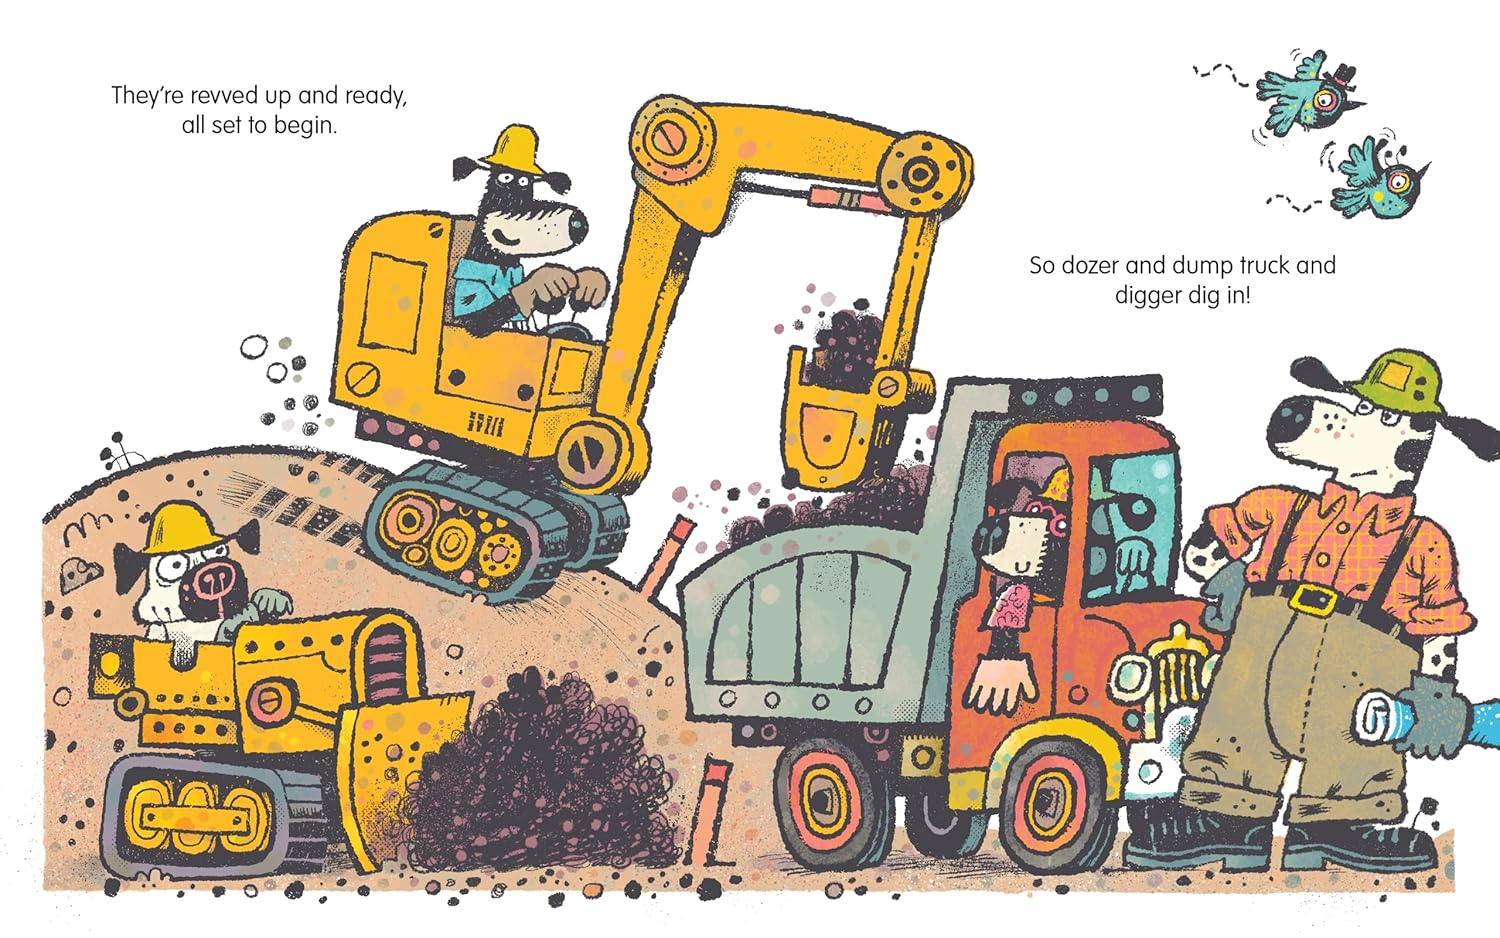 They're revved up and ready,
all set to begin.
So dozer and dump truck and
digger dig in!